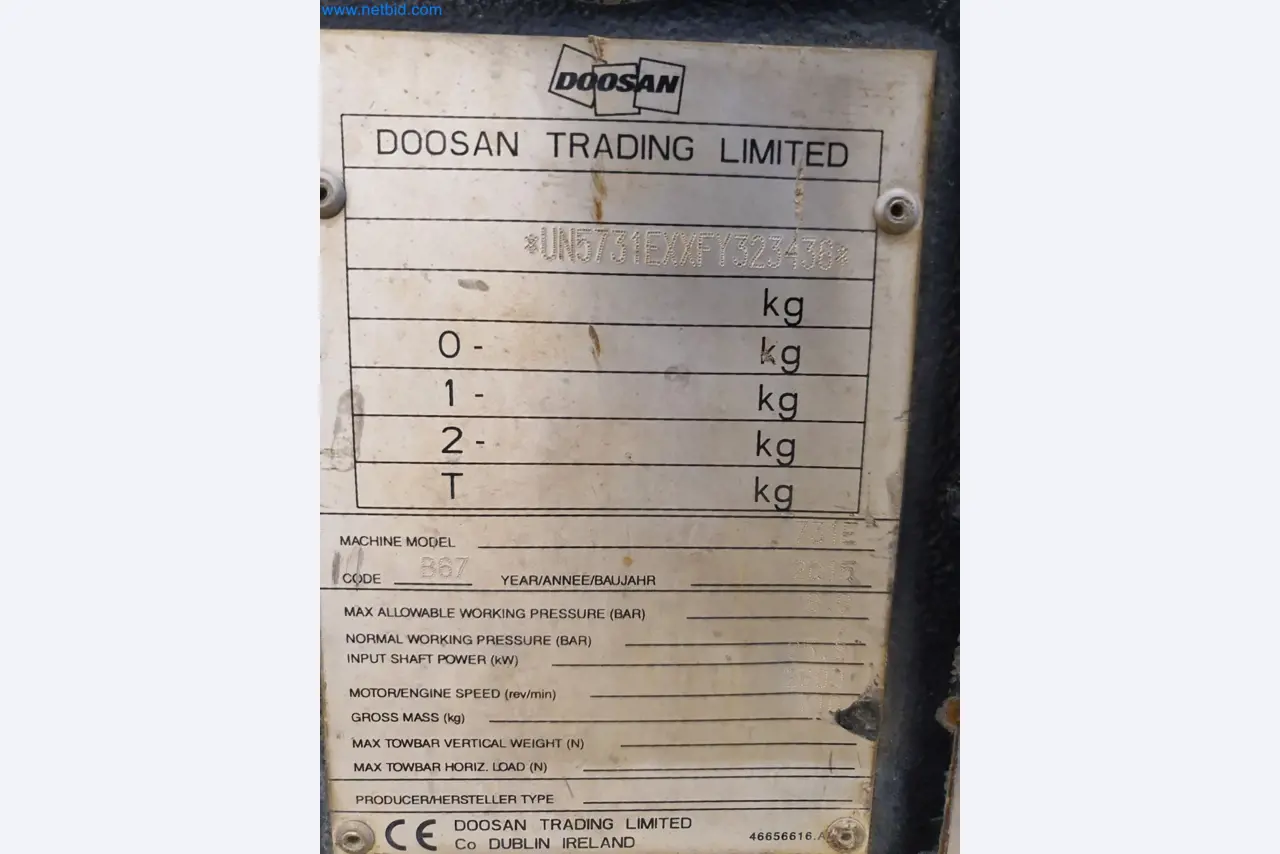 www.netbid.com
DOOSAN
DOOSAN TRADING LIMITED
*UN5731EXXFY323436*
kg
0- kg
1- kg
2- kg
T kg
MACHINE MODEL
CODE B67 YEAR/ANNEE/BAUJAHR
MAX ALLOWABLE WORKING PRESSURE (BAR)
NORMAL WORKING PRESSURE (BAR)
INPUT SHAFT POWER (kW)
MOTOR/ENGINE SPEED (rev/min)
GROSS MASS (kg)
MAX TOWBAR VERTICAL WEIGHT (N)
MAX TOWBAR HORIZ. LOAD (N)
PRODUCER/HERSTELLER TYPE
CE DOOSAN TRADING LIMITED
Co DUBLIN IRELAND
46656616.A